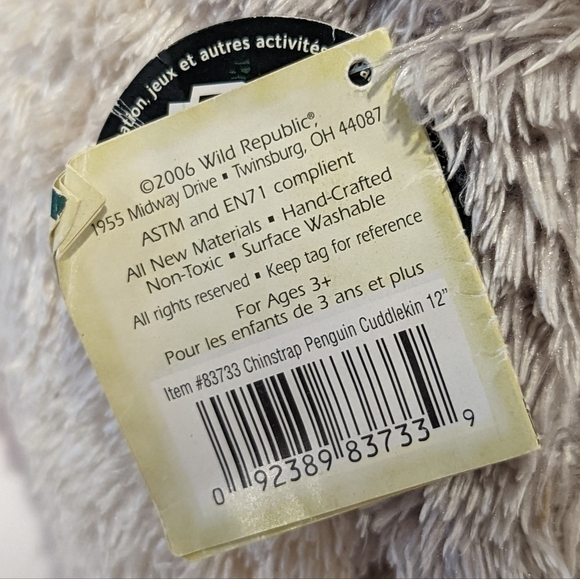 ation, jeux et autres activités
©2006 Wild Republic®,
1955 Midway Drive ▪ Twinsburg, OH 44087
ASTM and EN71 compliant
All New Materials ▪ Hand-Crafted
Non-Toxic ▪ Surface Washable
All rights reserved ▪ Keep tag for reference
For Ages 3+
Pour les enfants de 3 ans et plus
Item #83733 Chinstrap Penguin Cuddlekin 12”
0 92389 83733 9